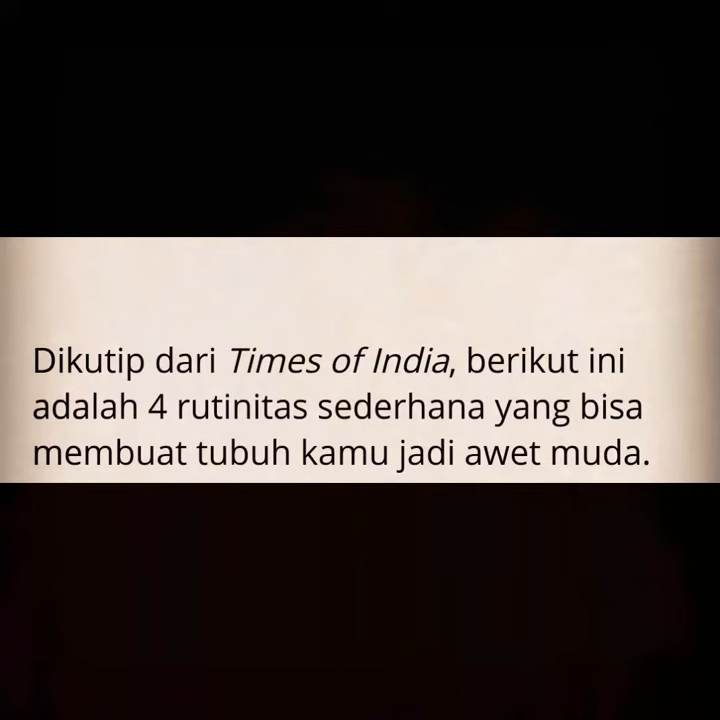 Dikutip dari Times of India, berikut ini
adalah 4 rutinitas sederhana yang bisa
membuat tubuh kamu jadi awet muda.